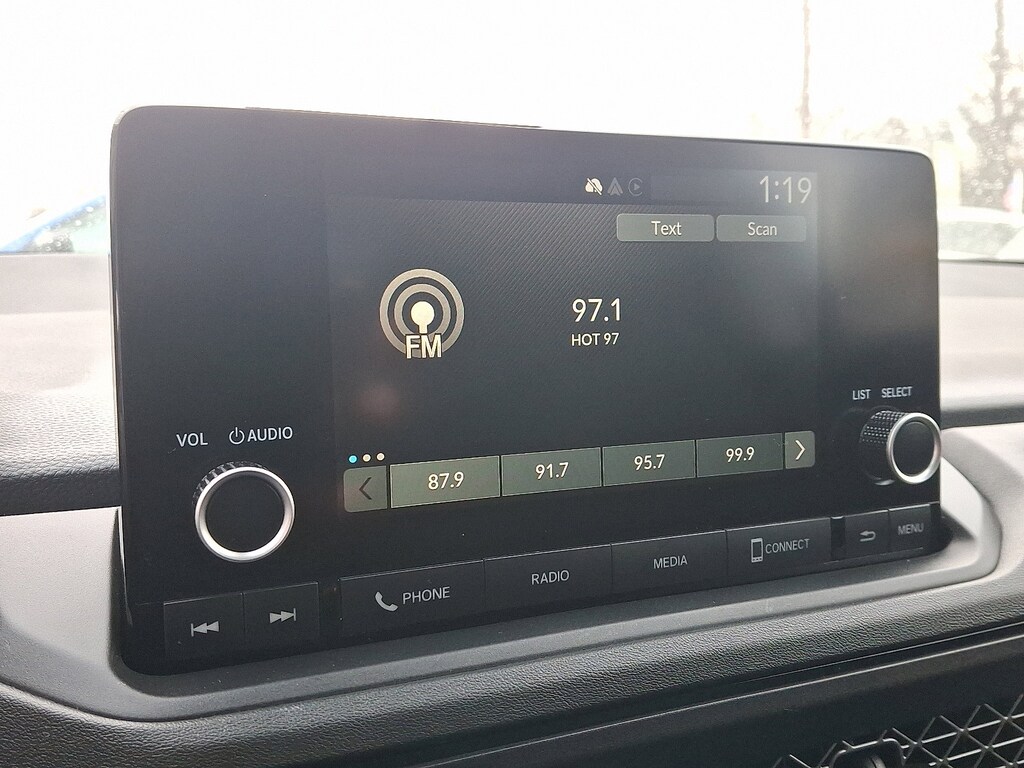 1:19
Text
Scan
FM
97.1
HOT 97
LIST SELECT
VOL AUDIO
87.9
91.7
95.7
99.9
PHONE
RADIO
MEDIA
CONNECT
MENU